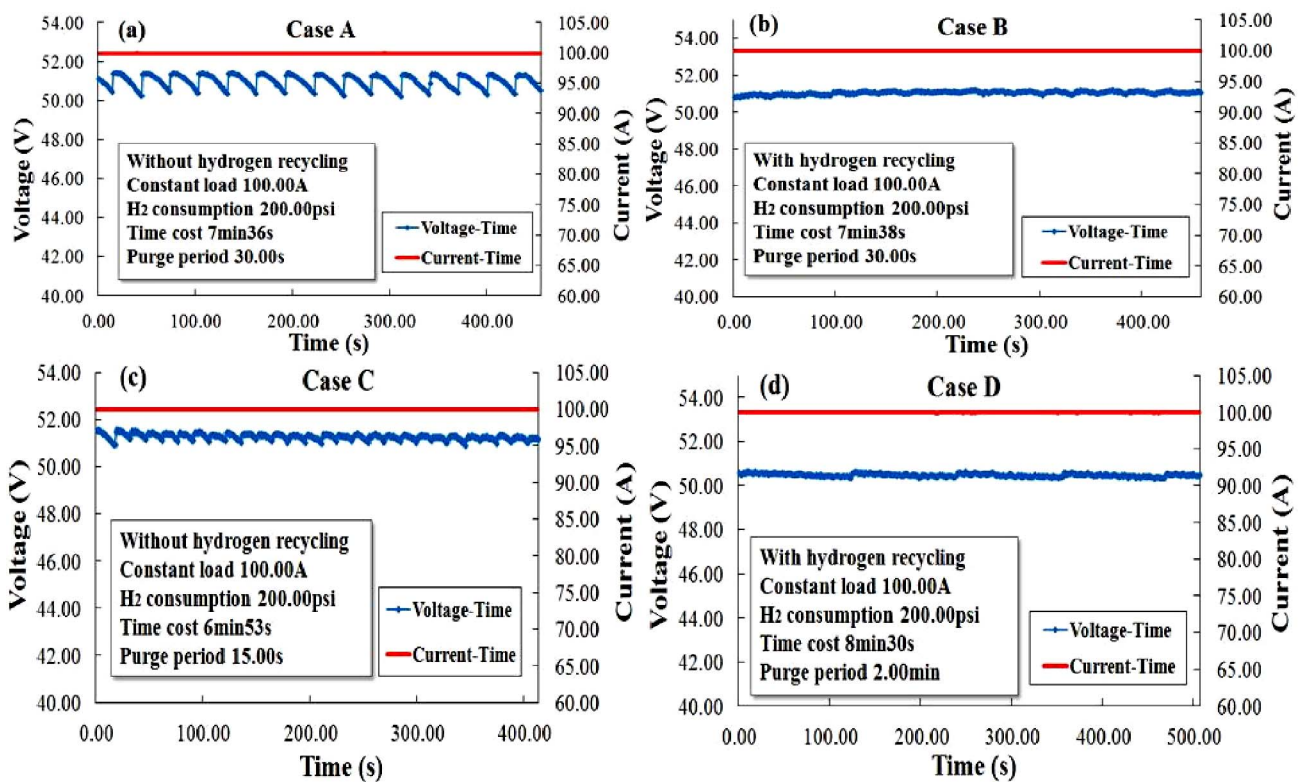 (a) Case A
54.00
52.00
50.00
48.00
46.00
44.00
42.00
40.00
Voltage (V)
105.00
100.00
95.00
90.00
85.00
80.00
75.00
70.00
65.00
60.00
Current (A)
Without hydrogen recycling
Constant load 100.00A
H2 consumption 200.00psi
Time cost 7min36s
Purge period 30.00s
Voltage-Time
Current-Time
0.00 100.00 200.00 300.00 400.00
Time (s)
(b) Case B
54.00
52.00
50.00
48.00
46.00
44.00
42.00
40.00
Voltage (V)
105.00
100.00
95.00
90.00
85.00
80.00
75.00
70.00
65.00
60.00
Current (A)
With hydrogen recycling
Constant load 100.00A
H2 consumption 200.00psi
Time cost 7min38s
Purge period 30.00s
Voltage-Time
Current-Time
0.00 100.00 200.00 300.00 400.00
Time (s)
(c) Case C
54.00
52.00
50.00
48.00
46.00
44.00
42.00
40.00
Voltage (V)
105.00
100.00
95.00
90.00
85.00
80.00
75.00
70.00
65.00
60.00
Current (A)
Without hydrogen recycling
Constant load 100.00A
H2 consumption 200.00psi
Time cost 6min53s
Purge period 15.00s
Voltage-Time
Current-Time
0.00 100.00 200.00 300.00 400.00
Time (s)
(d) Case D
54.00
52.00
50.00
48.00
46.00
44.00
42.00
40.00
Voltage (V)
105.00
100.00
95.00
90.00
85.00
80.00
75.00
70.00
65.00
60.00
Current (A)
With hydrogen recycling
Constant load 100.00A
H2 consumption 200.00psi
Time cost 8min30s
Purge period 2.00min
Voltage-Time
Current-Time
0.00 100.00 200.00 300.00 400.00 500.00
Time (s)